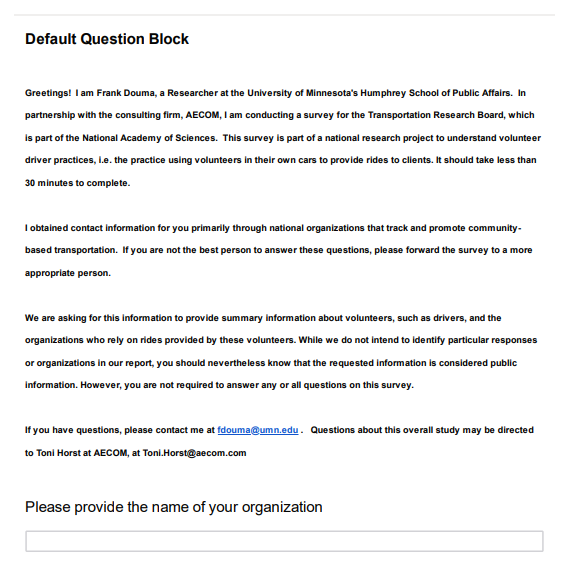 Default Question Block
Greetings!  I am Frank Douma, a Researcher at the University of Minnesota's Humphrey School of Public Affairs.  In
partnership with the consulting firm, AECOM, I am conducting a survey for the Transportation Research Board, which
is part of the National Academy of Sciences.  This survey is part of a national research project to understand volunteer
driver practices, i.e. the practice using volunteers in their own cars to provide rides to clients. It should take less than
30 minutes to complete.
I obtained contact information for you primarily through national organizations that track and promote community-
based transportation.  If you are not the best person to answer these questions, please forward the survey to a more
appropriate person.
We are asking for this information to provide summary information about volunteers, such as drivers, and the
organizations who rely on rides provided by these volunteers. While we do not intend to identify particular responses
or organizations in our report, you should nevertheless know that the requested information is considered public
information. However, you are not required to answer any or all questions on this survey.
If you have questions, please contact me at fdouma@umn.edu .   Questions about this overall study may be directed
to Toni Horst at AECOM, at Toni.Horst@aecom.com
Please provide the name of your organization